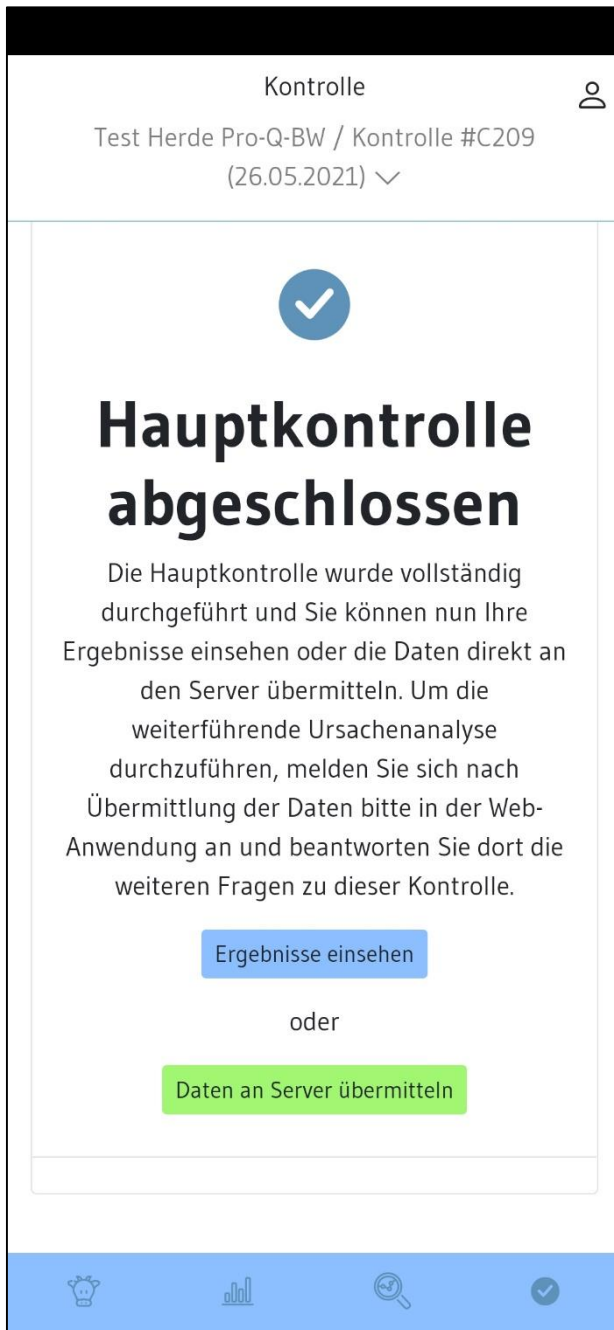 Kontrolle
Test Herde Pro-Q-BW / Kontrolle #C209
(26.05.2021)
Hauptkontrolle
abgeschlossen
Die Hauptkontrolle wurde vollständig
durchgeführt und Sie können nun Ihre
Ergebnisse einsehen oder die Daten direkt an
den Server übermitteln. Um die
weiterführende Ursachenanalyse
durchzuführen, melden Sie sich nach
Übermittlung der Daten bitte in der Web-
Anwendung an und beantworten Sie dort die
weiteren Fragen zu dieser Kontrolle.
Ergebnisse einsehen
oder
Daten an Server übermitteln